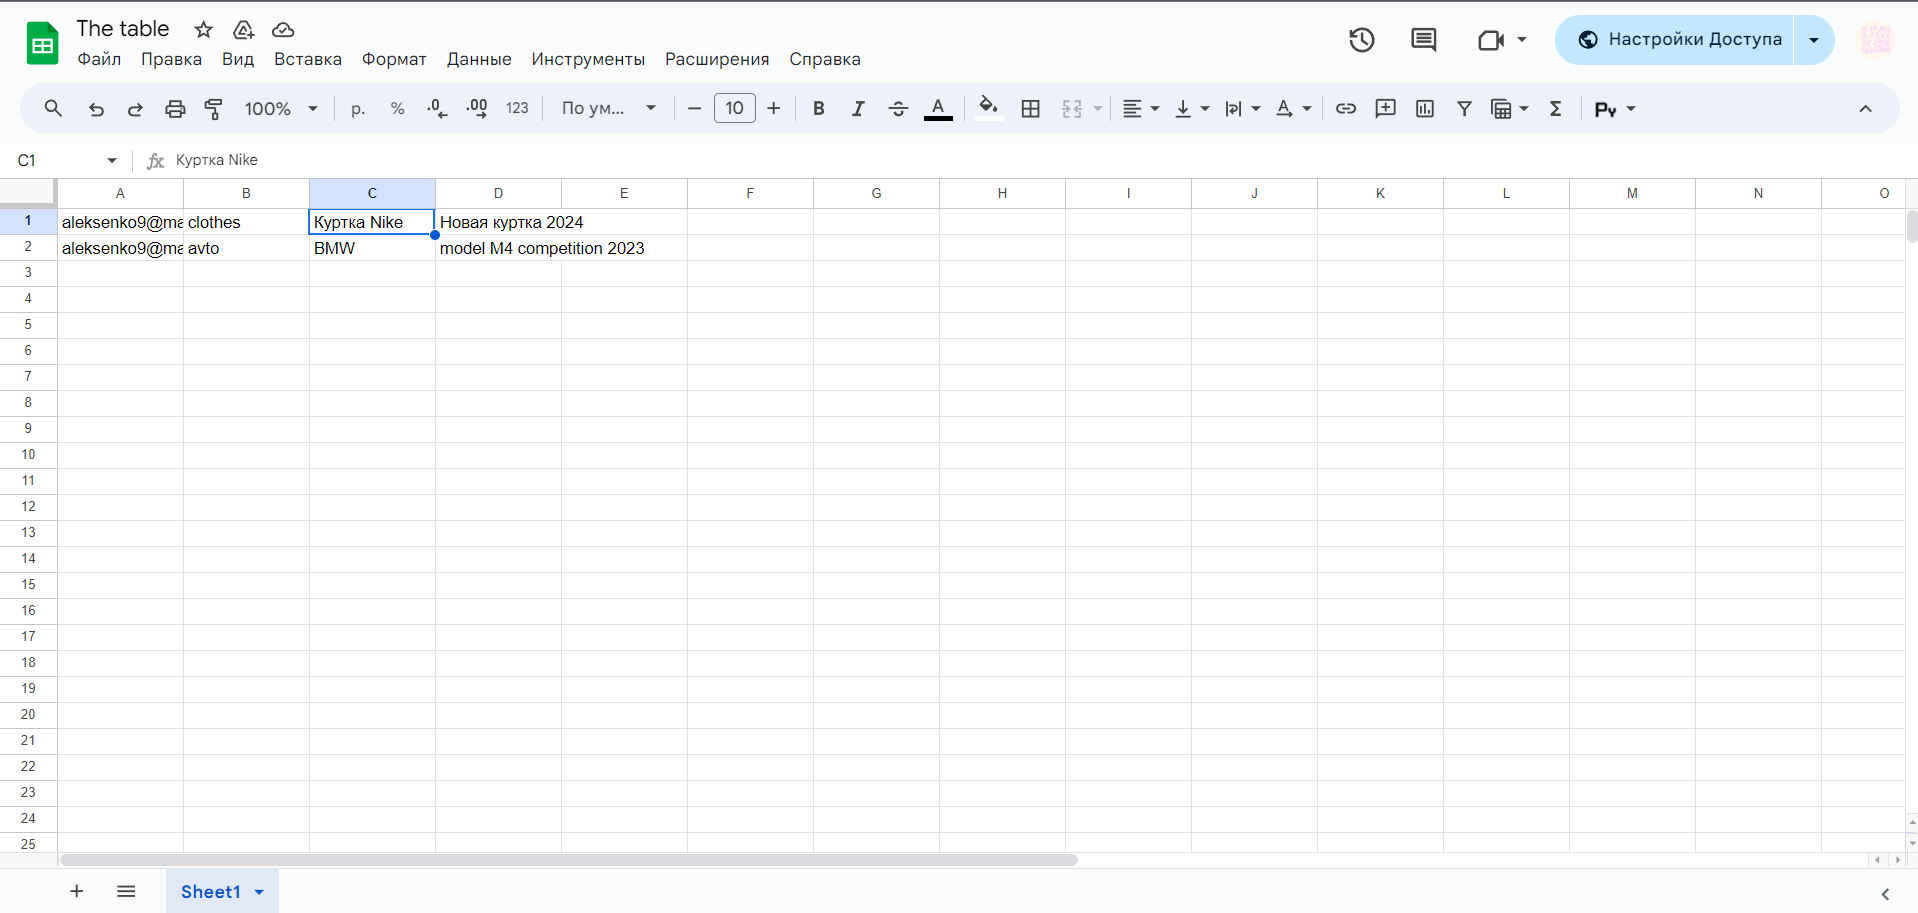 The table
Файл Правка Вид Вставка Формат Данные Инструменты Расширения Справка
Настройки Доступа
100% р. % .0 .00 123 По ум... 10 B I A A Σ Ру
C1 fx Куртка Nike
A B C D E F G H I J K L M N O
1 aleksenko9@ma clothes Куртка Nike Новая куртка 2024
2 aleksenko9@ma avto BMW model M4 competition 2023
3
4
5
6
7
8
9
10
11
12
13
14
15
16
17
18
19
20
21
22
23
24
25
Sheet1